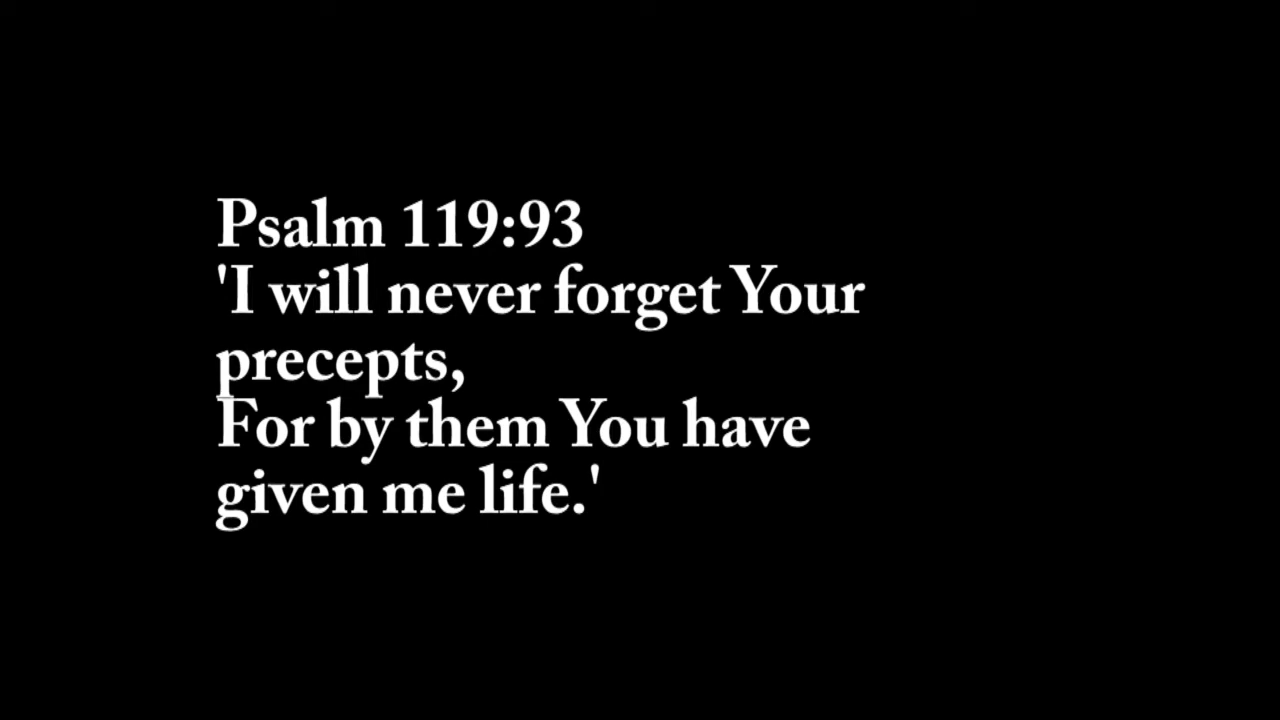 Psalm 119:93
'I will never forget Your
precepts,
For by them You have
given me life.'